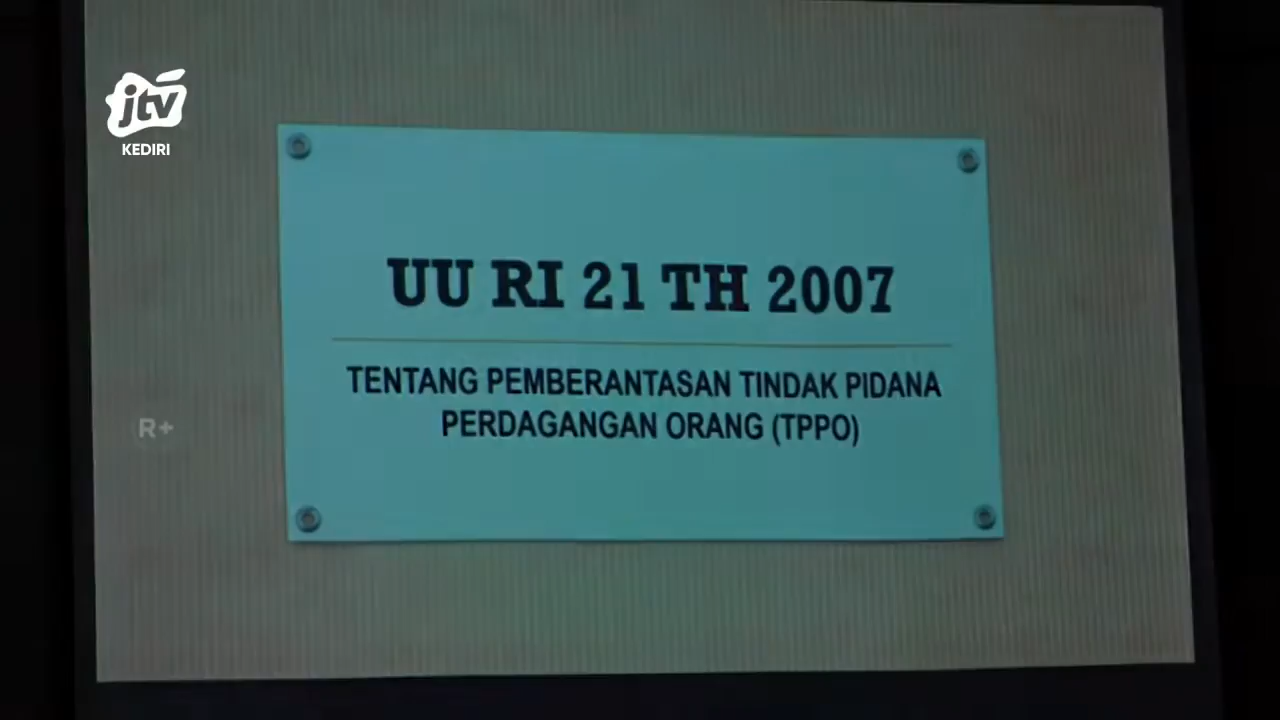 jtv
KEDIRI
UU RI 21 TH 2007
TENTANG PEMBERANTASAN TINDAK PIDANA
PERDAGANGAN ORANG (TPPO)
R+